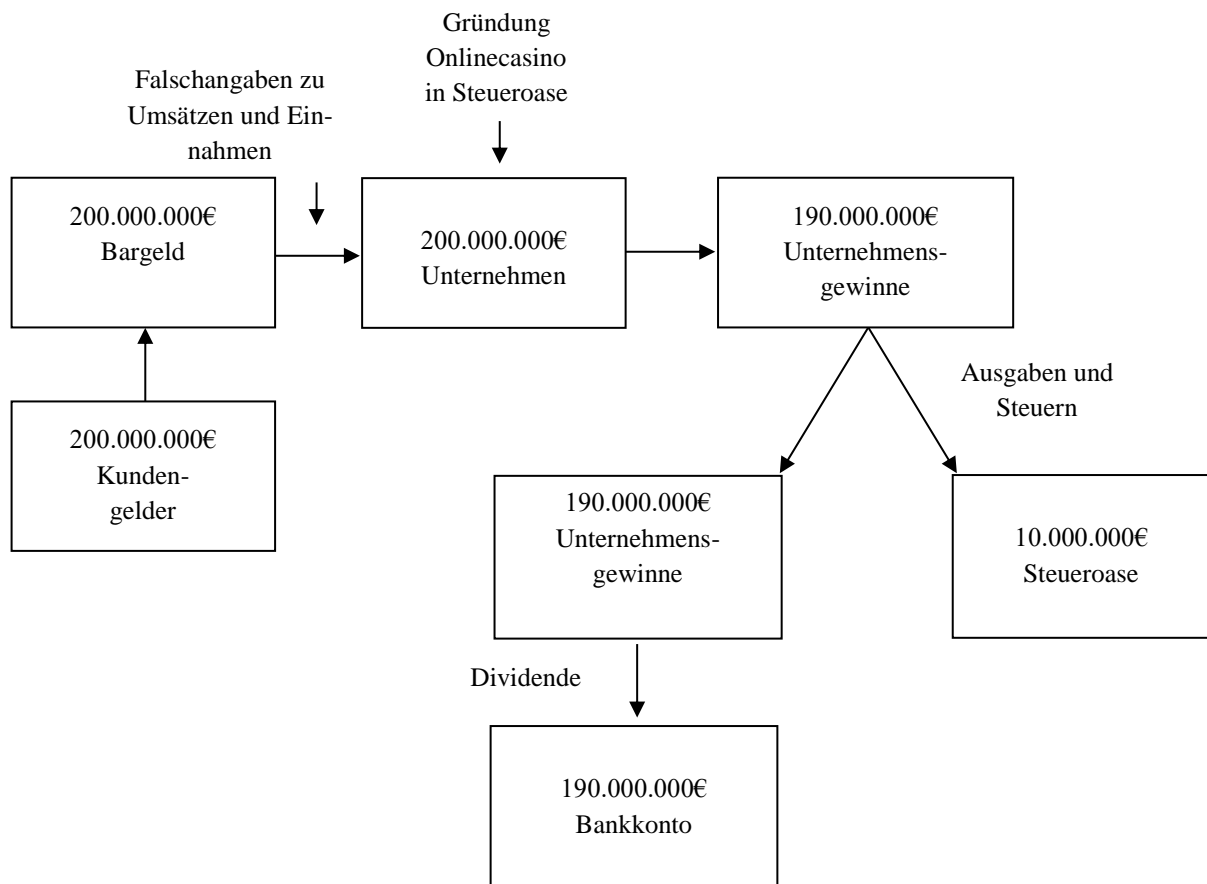 Gründung
Onlinecasino
in Steueroase
Falschangaben zu
Umsätzen und Ein-
nahmen
200.000.000€
Bargeld
200.000.000€
Unternehmen
190.000.000€
Unternehmens-
gewinne
Ausgaben und
Steuern
200.000.000€
Kunden-
gelder
190.000.000€
Unternehmens-
gewinne
10.000.000€
Steueroase
Dividende
190.000.000€
Bankkonto